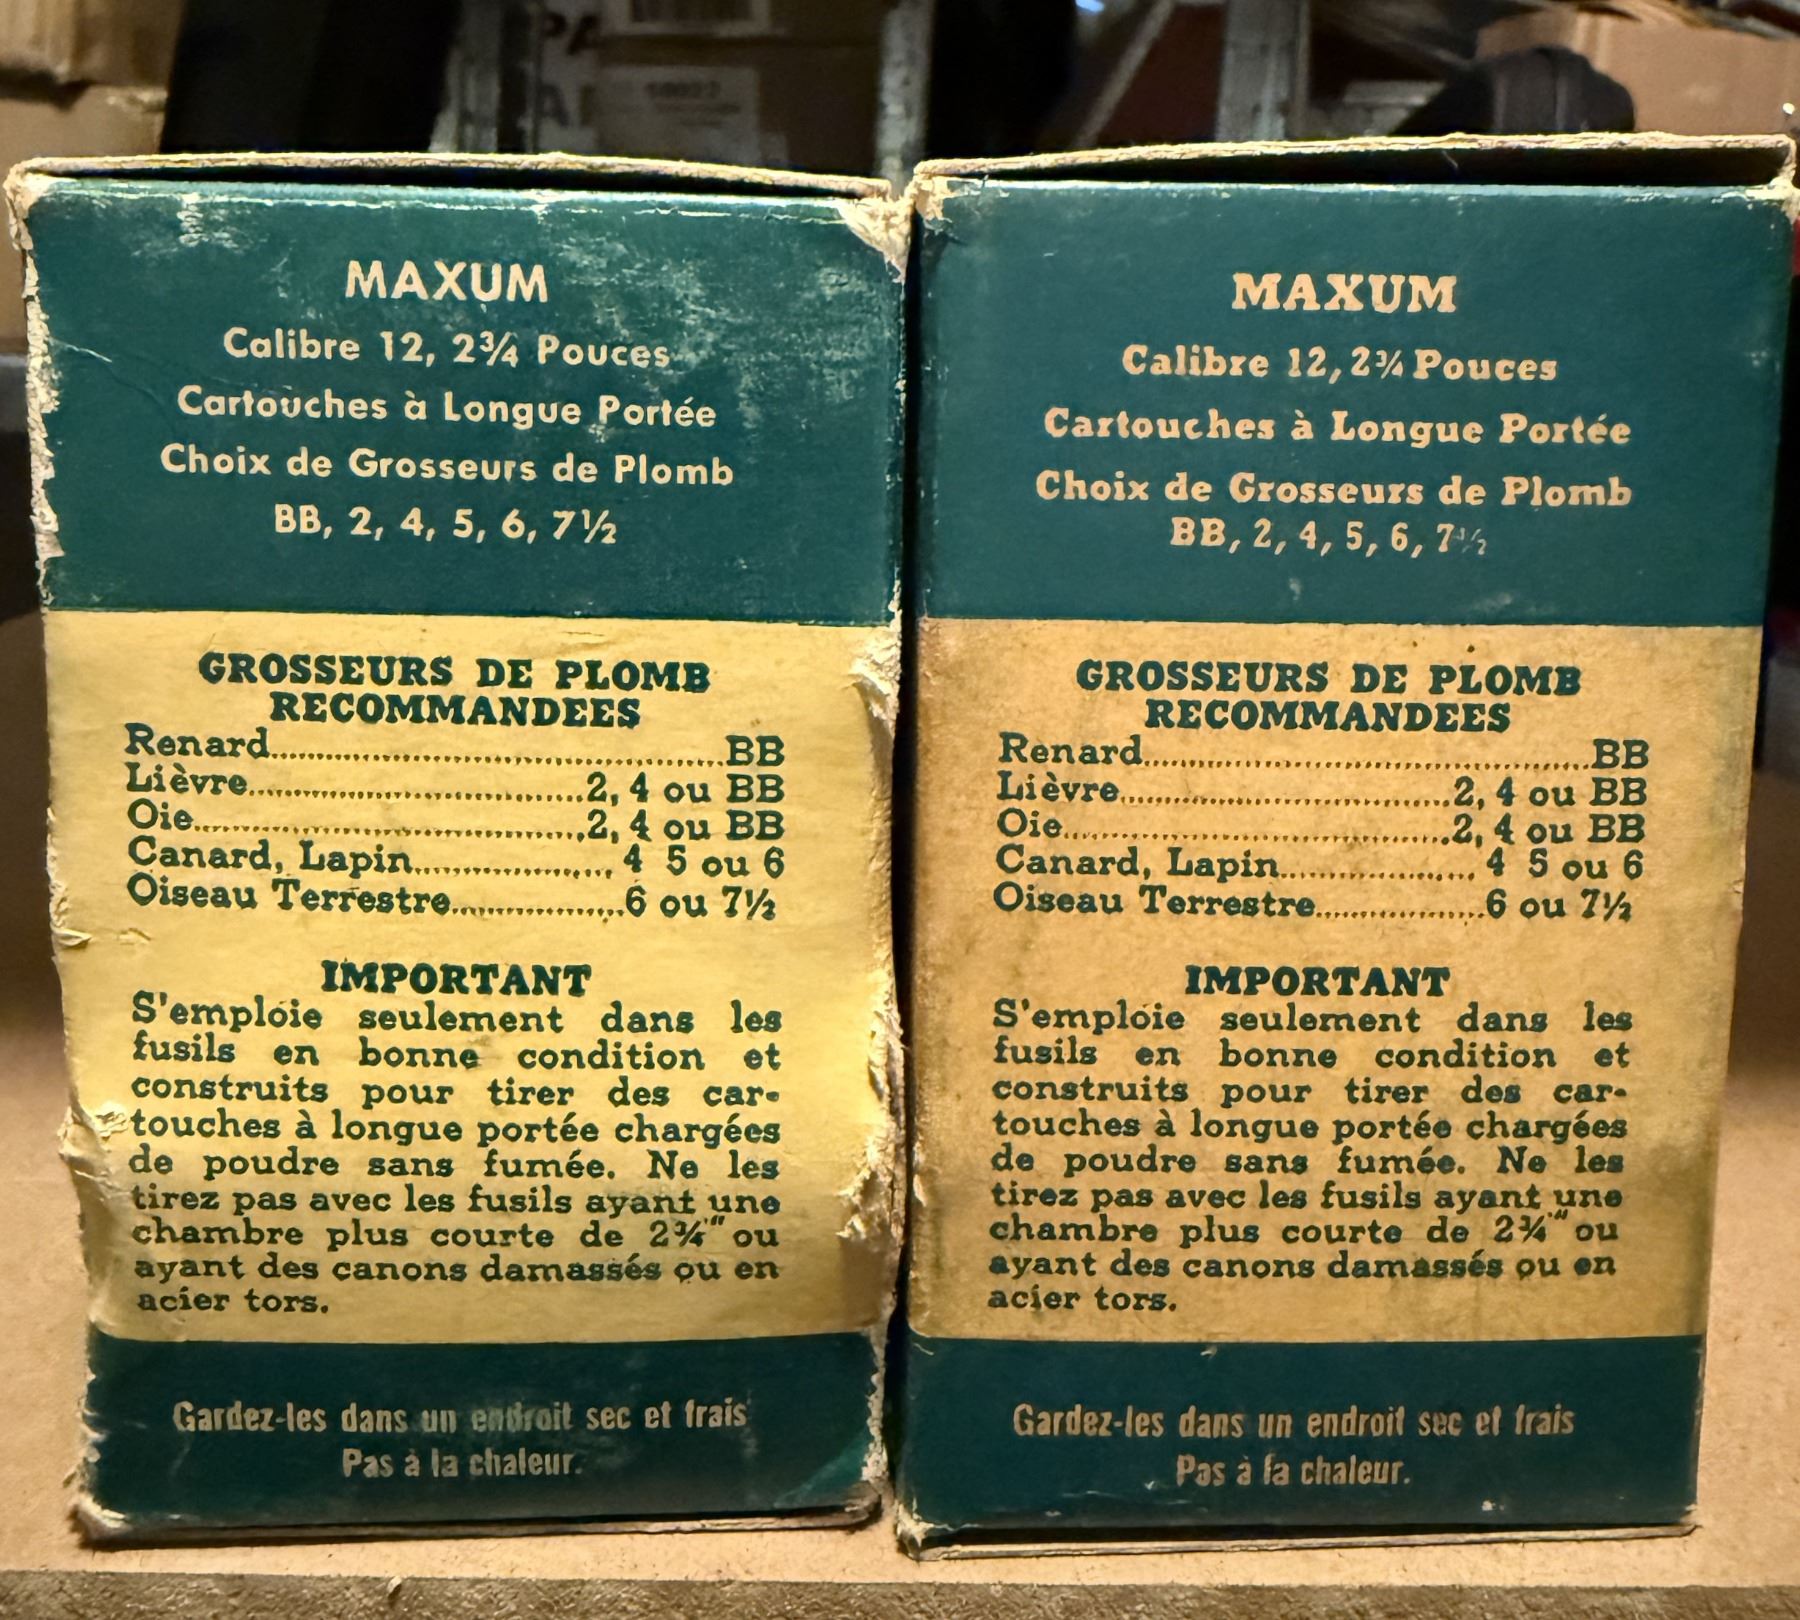 MAXUM
Calibre 12, 2¾ Pouces
Cartouches à Longue Portée
Choix de Grosseurs de Plomb
BB, 2, 4, 5, 6, 7½
GROSSEURS DE PLOMB
RECOMMANDEES
Renard..........................................BB
Lièvre................................2, 4 ou BB
Oie.....................................2, 4 ou BB
Canard, Lapin................... 4 5 ou 6
Oiseau Terrestre.................6 ou 7½
IMPORTANT
S'emploie seulement dans les
fusils en bonne condition et
construits pour tirer des car-
touches à longue portée chargées
de poudre sans fumée. Ne les
tirez pas avec les fusils ayant une
chambre plus courte de 2¾" ou
ayant des canons damassés ou en
acier tors.
Gardez-les dans un endroit sec et frais
Pas à la chaleur.
MAXUM
Calibre 12, 2¾ Pouces
Cartouches à Longue Portée
Choix de Grosseurs de Plomb
BB, 2, 4, 5, 6, 7½
GROSSEURS DE PLOMB
RECOMMANDEES
Renard..........................................BB
Lièvre................................2, 4 ou BB
Oie.....................................2, 4 ou BB
Canard, Lapin................... 4 5 ou 6
Oiseau Terrestre.................6 ou 7½
IMPORTANT
S'emploie seulement dans les
fusils en bonne condition et
construits pour tirer des car-
touches à longue portée chargées
de poudre sans fumée. Ne les
tirez pas avec les fusils ayant une
chambre plus courte de 2¾" ou
ayant des canons damassés ou en
acier tors.
Gardez-les dans un endroit sec et frais
Pas à la chaleur.